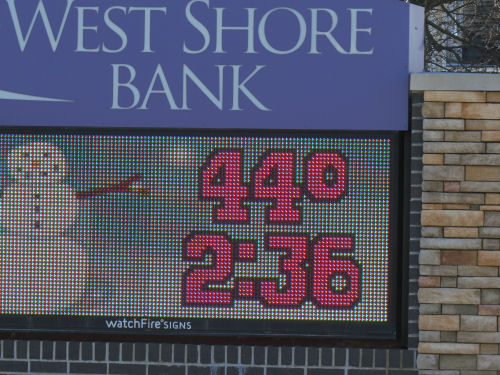 WEST SHORE
BANK
44°
2:36
watchFire SIGNS